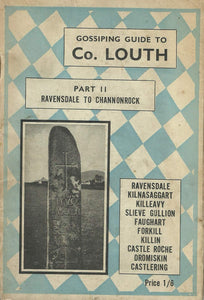 GOSSIPING GUIDE TO
Co. LOUTH
PART II
RAVENSDALE TO CHANNONROCK
RAVENSDALE
KILNASAGGART
KILLEAVY
SLIEVE GULLION
FAUGHART
FORKILL
KILLIN
CASTLE ROCHE
DROMISKIN
CASTLERING
Price 1/8